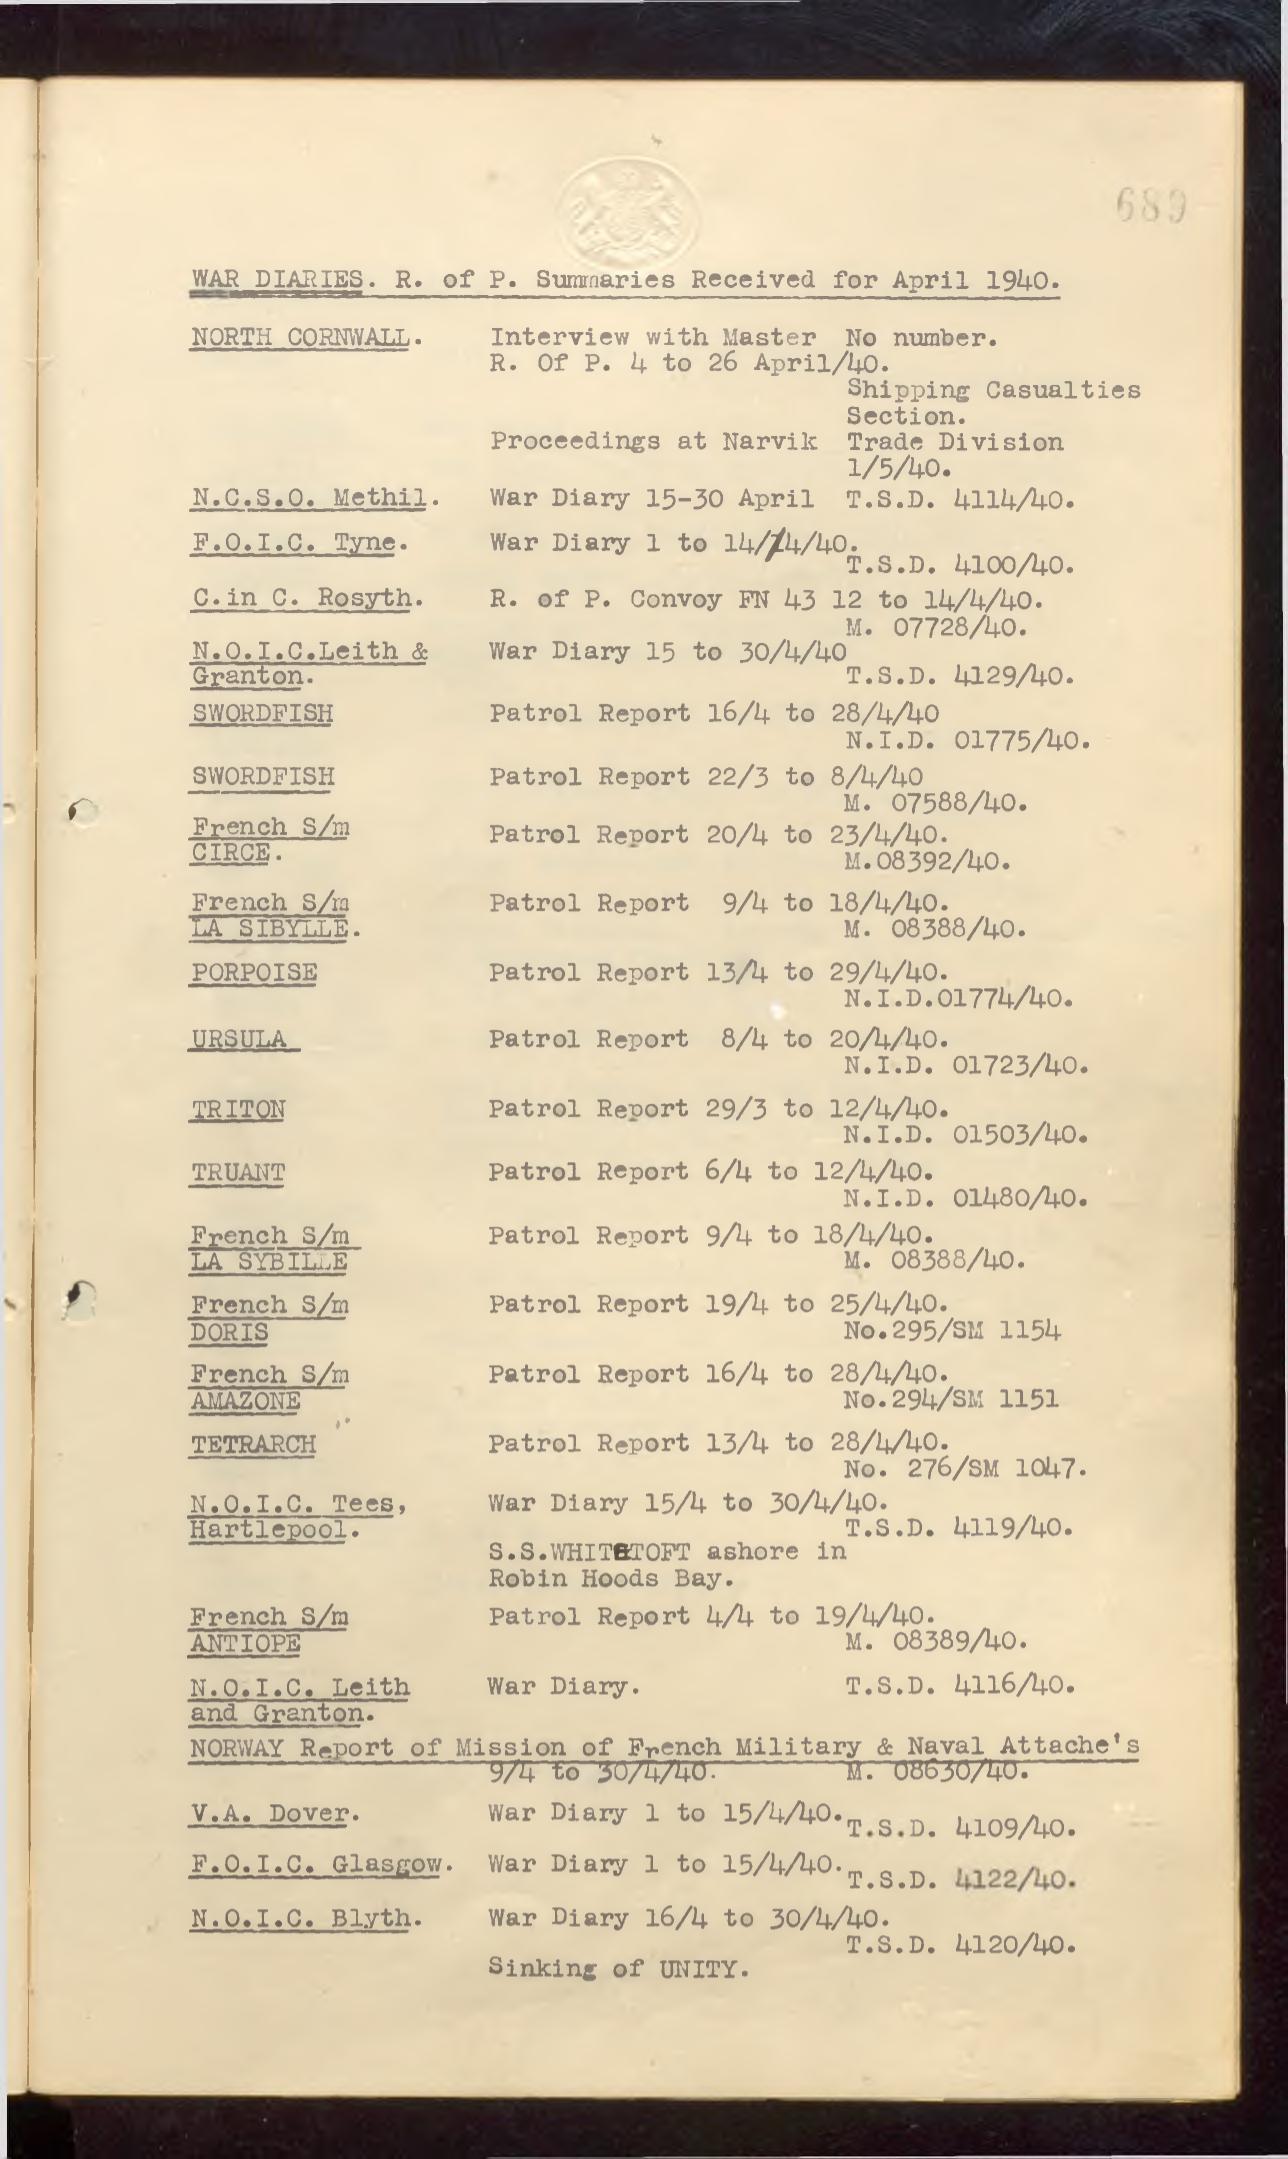 689
WAR DIARIES. R. of P. Summaries Received for April 1940.
NORTH CORNWALL. Interview with Master No number.
R. Of P. 4 to 26 April/40.
Shipping Casualties
Section.
Proceedings at Narvik Trade Division
1/5/40.
N.C.S.O. Methil. War Diary 15-30 April T.S.D. 4114/40.
F.O.I.C. Tyne. War Diary 1 to 14/4/40.
T.S.D. 4100/40.
C.in C. Rosyth. R. of P. Convoy FN 43 12 to 14/4/40.
M. 07728/40.
N.O.I.C.Leith & War Diary 15 to 30/4/40
Granton. T.S.D. 4129/40.
SWORDFISH Patrol Report 16/4 to 28/4/40
N.I.D. 01775/40.
SWORDFISH Patrol Report 22/3 to 8/4/40
M. 07588/40.
French S/m Patrol Report 20/4 to 23/4/40.
CIRCE. M.08392/40.
French S/m Patrol Report 9/4 to 18/4/40.
LA SIBYLLE. M. 08388/40.
PORPOISE Patrol Report 13/4 to 29/4/40.
N.I.D.01774/40.
URSULA Patrol Report 8/4 to 20/4/40.
N.I.D. 01723/40.
TRITON Patrol Report 29/3 to 12/4/40.
N.I.D. 01503/40.
TRUANT Patrol Report 6/4 to 12/4/40.
N.I.D. 01480/40.
French S/m Patrol Report 9/4 to 18/4/40.
LA SYBILLE M. 08388/40.
French S/m Patrol Report 19/4 to 25/4/40.
DORIS No.295/SM 1154
French S/m Patrol Report 16/4 to 28/4/40.
AMAZONE No.294/SM 1151
TETRARCH Patrol Report 13/4 to 28/4/40.
No. 276/SM 1047.
N.O.I.C. Tees, War Diary 15/4 to 30/4/40.
Hartlepool. T.S.D. 4119/40.
S.S.WHITETOFT ashore in
Robin Hoods Bay.
French S/m Patrol Report 4/4 to 19/4/40.
ANTIOPE M. 08389/40.
N.O.I.C. Leith War Diary. T.S.D. 4116/40.
and Granton.
NORWAY Report of Mission of French Military & Naval Attache's
9/4 to 30/4/40. M. 08630/40.
V.A. Dover. War Diary 1 to 15/4/40. T.S.D. 4109/40.
F.O.I.C. Glasgow. War Diary 1 to 15/4/40. T.S.D. 4122/40.
N.O.I.C. Blyth. War Diary 16/4 to 30/4/40.
T.S.D. 4120/40.
Sinking of UNITY.